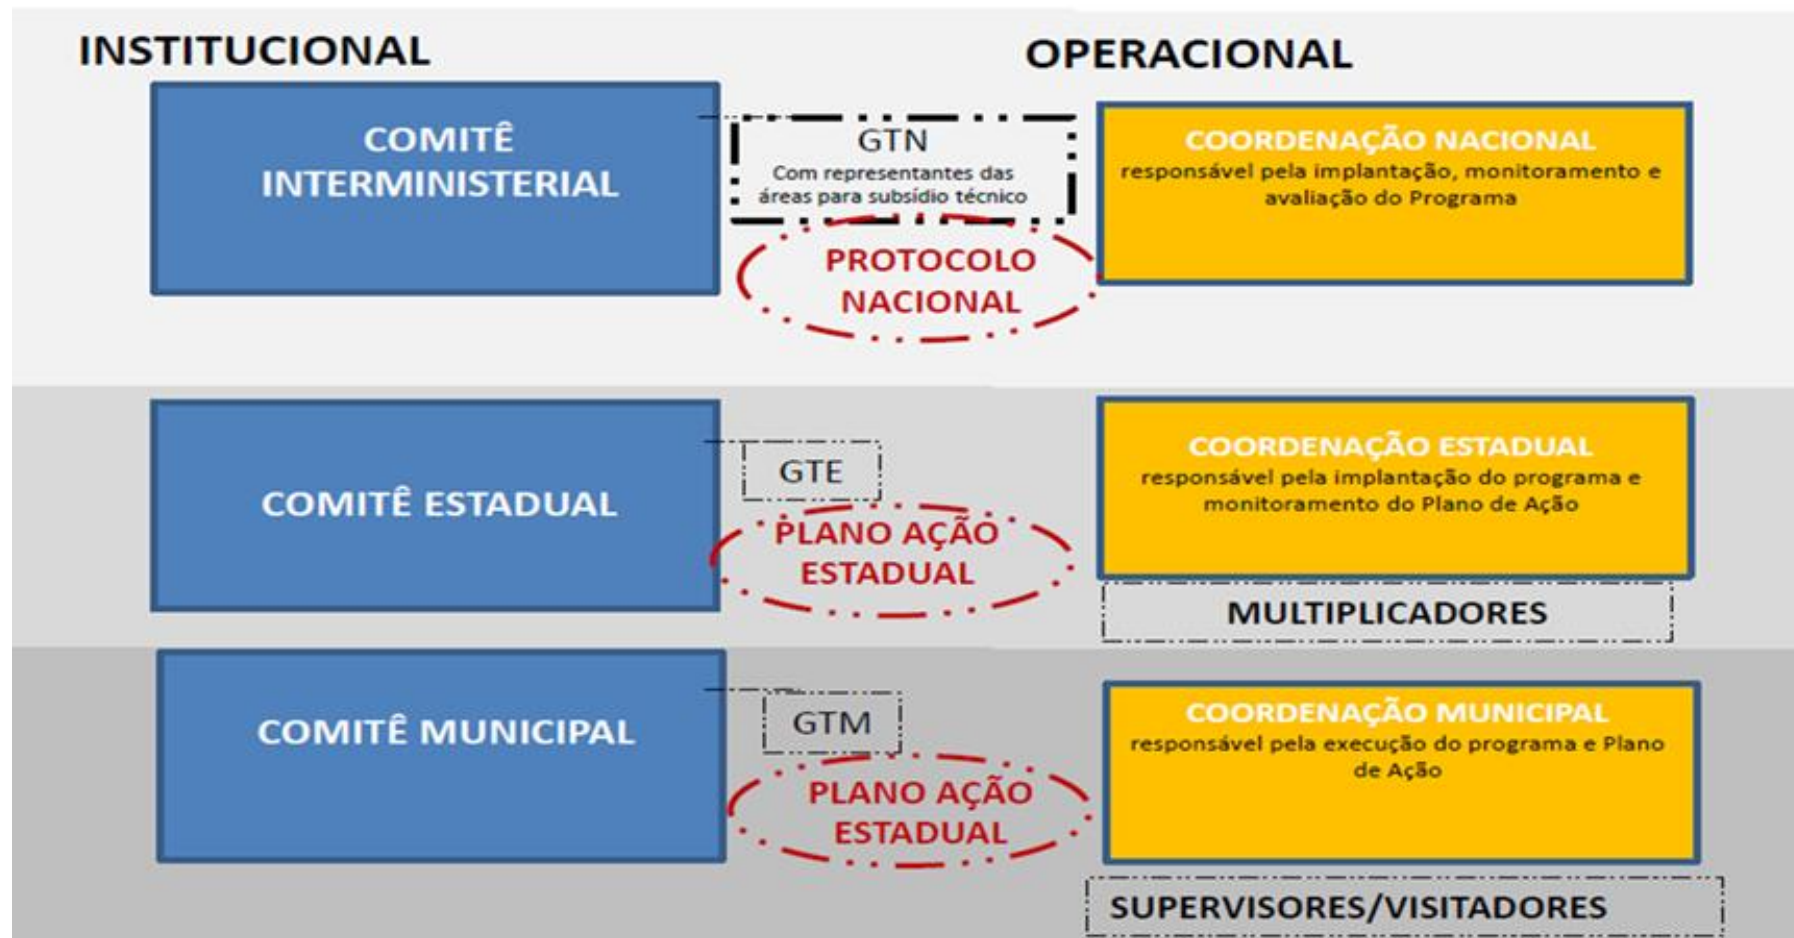 INSTITUCIONAL
OPERACIONAL
COMITÊ
INTERMINISTERIAL
GTN
Com representantes das
áreas para subsídio técnico
PROTOCOLO
NACIONAL
COORDENAÇÃO NACIONAL
responsável pela implantação, monitoramento e
avaliação do Programa
COMITÊ ESTADUAL
GTE
PLANO AÇÃO
ESTADUAL
COORDENAÇÃO ESTADUAL
responsável pela implantação do programa e
monitoramento do Plano de Ação
MULTIPLICADORES
COMITÊ MUNICIPAL
GTM
PLANO AÇÃO
ESTADUAL
COORDENAÇÃO MUNICIPAL
responsável pela execução do programa e Plano
de Ação
SUPERVISORES/VISITADORES